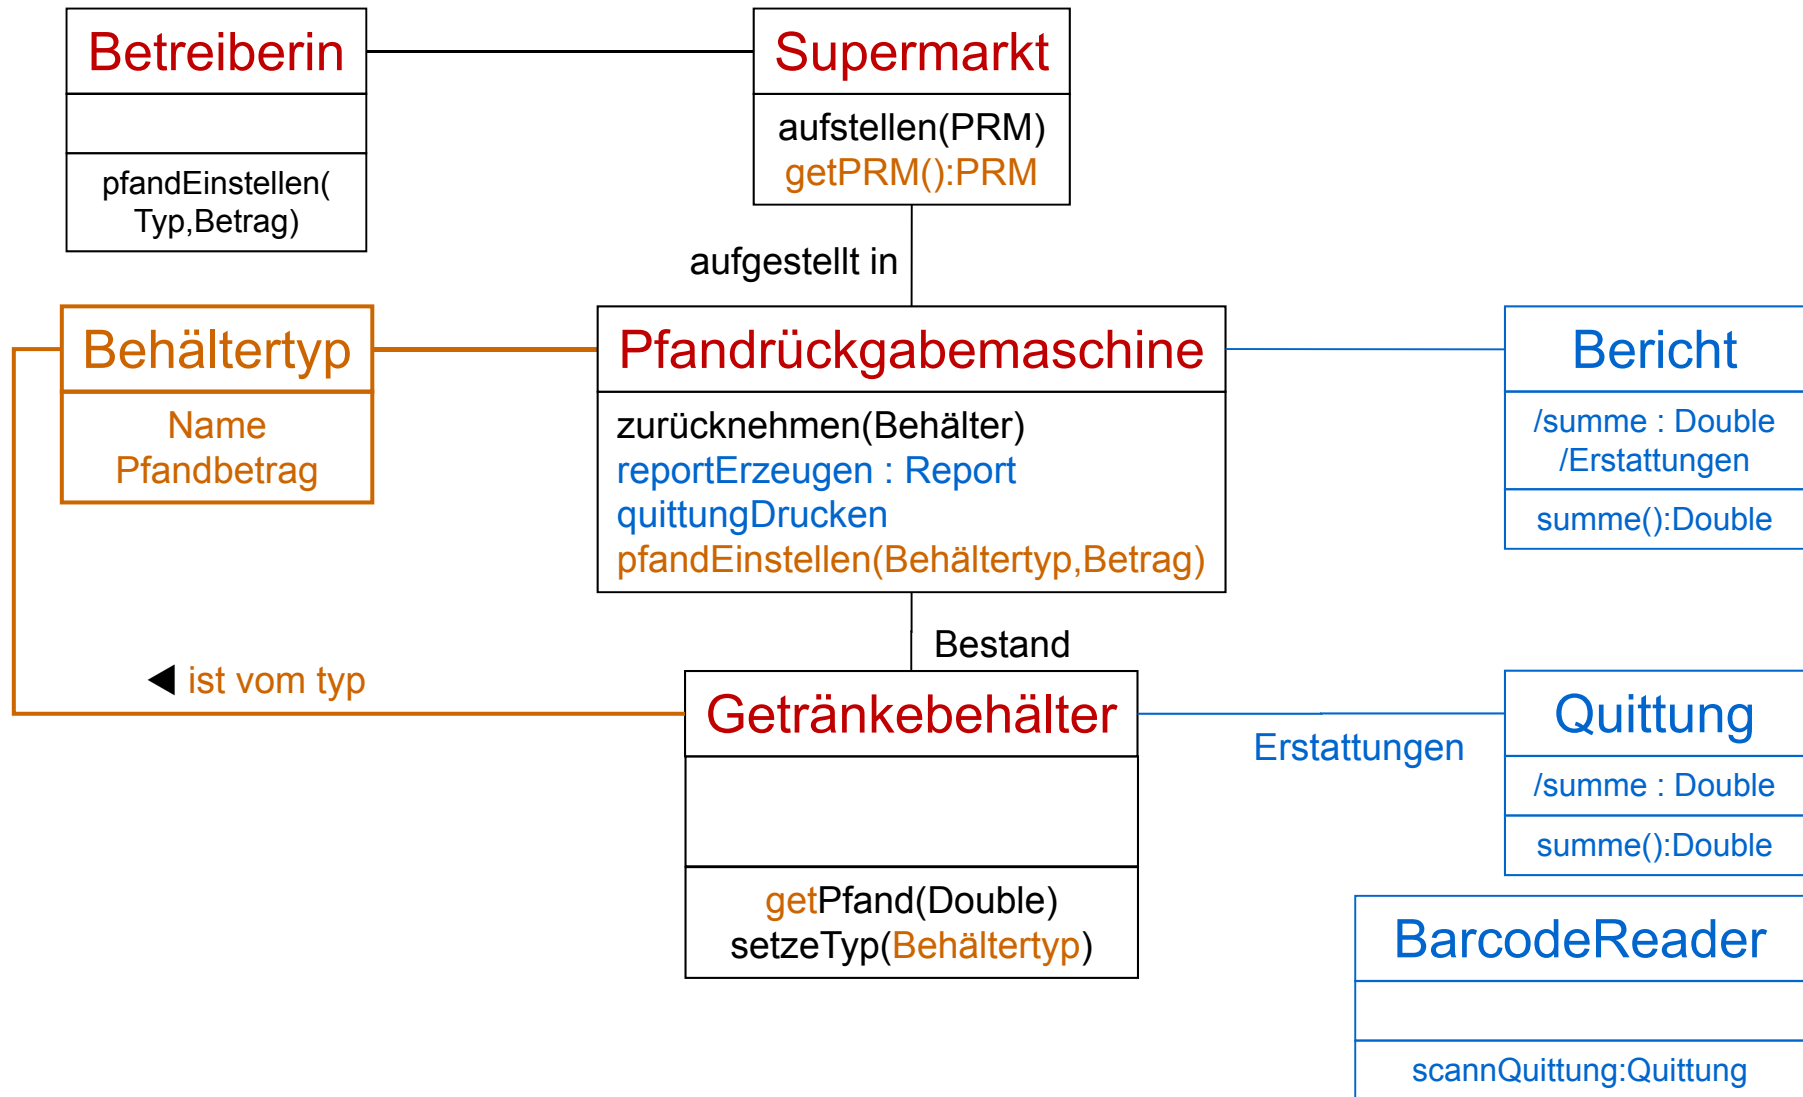 Betreiberin
pfandEinstellen(
Typ,Betrag)
Supermarkt
aufstellen(PRM)
getPRM():PRM
aufgestellt in
Behältertyp
Name
Pfandbetrag
Pfandrückgabemaschine
zurücknehmen(Behälter)
reportErzeugen : Report
quittungDrucken
pfandEinstellen(Behältertyp,Betrag)
Bericht
/summe : Double
/Erstattungen
summe():Double
Bestand
ist vom typ
Getränkebehälter
getPfand(Double)
setzeTyp(Behältertyp)
Erstattungen
Quittung
/summe : Double
summe():Double
BarcodeReader
scannQuittung:Quittung